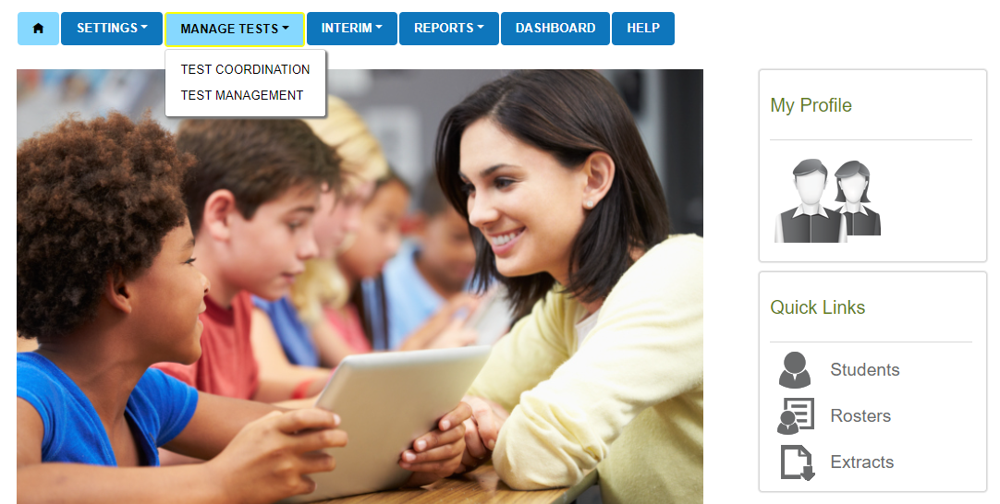 SETTINGS
MANAGE TESTS
INTERIM
REPORTS
DASHBOARD
HELP
TEST COORDINATION
TEST MANAGEMENT
My Profile
Quick Links
Students
Rosters
Extracts